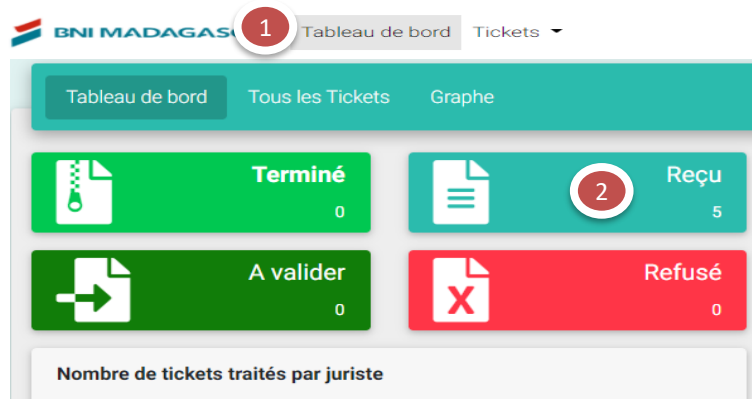 BNI MADAGASC 1 Tableau de bord Tickets
Tableau de bord Tous les Tickets Graphe
Terminé
0
Reçu
2
5
A valider
0
Refusé
X
0
Nombre de tickets traités par juriste